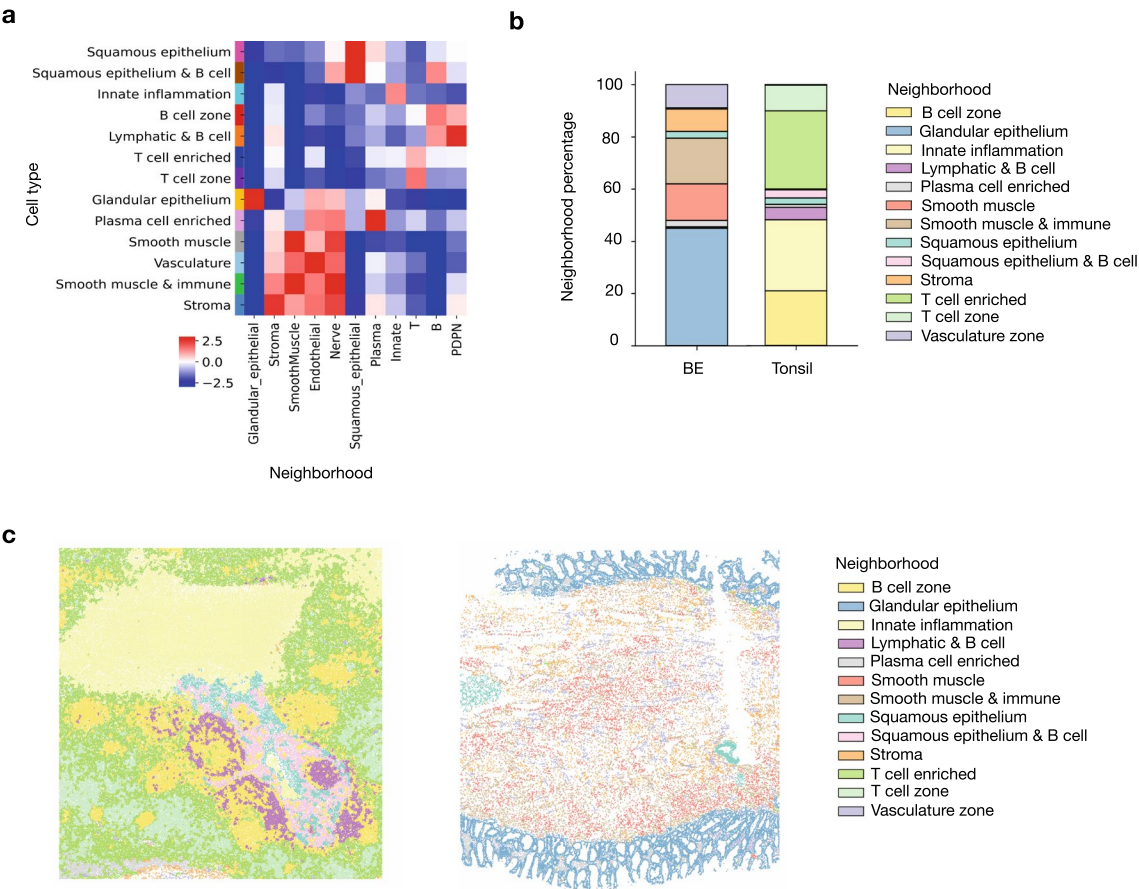 a
Squamous epithelium
Squamous epithelium & B cell
Innate inflammation
B cell zone
Lymphatic & B cell
T cell enriched
T cell zone
Glandular epithelium
Plasma cell enriched
Smooth muscle
Vasculature
Smooth muscle & immune
Stroma
Cell type
2.5
0.0
−2.5
Glandular_epithelial
Stroma
SmoothMuscle
Endothelial
Nerve
Squamous_epithelial
Plasma
Innate
T
B
PDPN
Neighborhood
b
Neighborhood percentage
100
80
60
40
20
0
BE
Tonsil
Neighborhood
B cell zone
Glandular epithelium
Innate inflammation
Lymphatic & B cell
Plasma cell enriched
Smooth muscle
Smooth muscle & immune
Squamous epithelium
Squamous epithelium & B cell
Stroma
T cell enriched
T cell zone
Vasculature zone
c
Neighborhood
B cell zone
Glandular epithelium
Innate inflammation
Lymphatic & B cell
Plasma cell enriched
Smooth muscle
Smooth muscle & immune
Squamous epithelium
Squamous epithelium & B cell
Stroma
T cell enriched
T cell zone
Vasculature zone